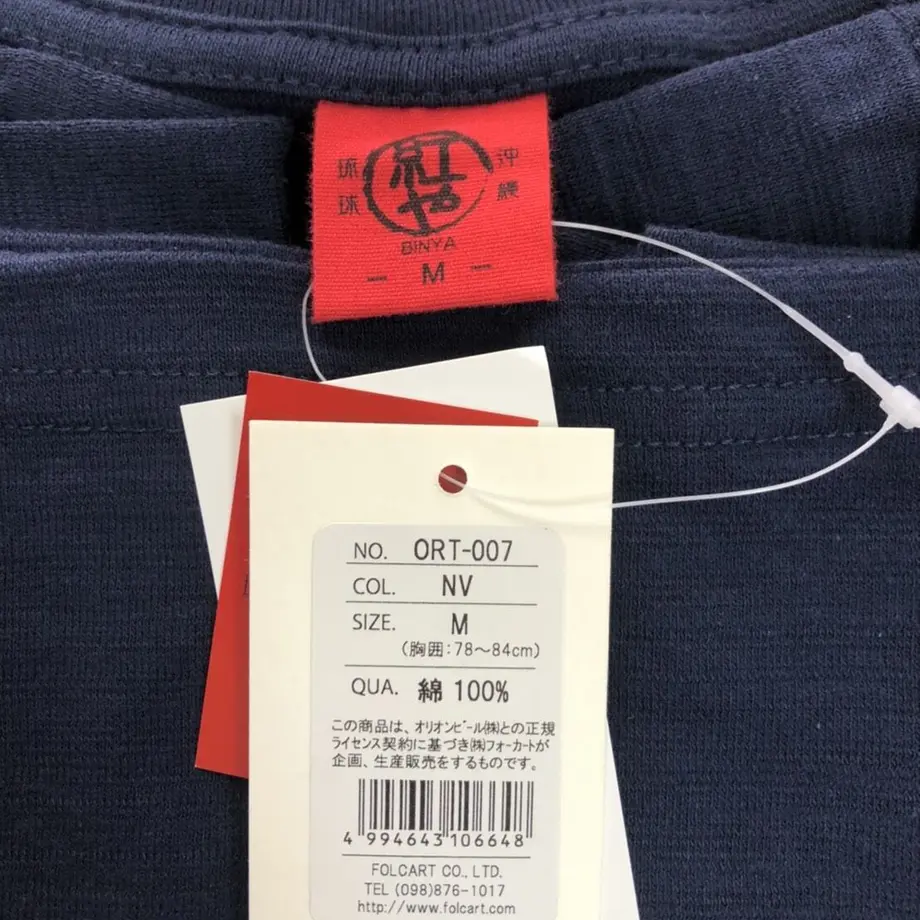 琉球
紅や
沖縄
BINYA
- M -
NO. ORT-007
COL. NV
SIZE. M
(胸囲:78〜84cm)
QUA. 綿 100%
この商品は、オリオンビール㈱との正規
ライセンス契約に基づき㈱フォーカートが
企画、生産販売をするものです。
4 994643 106648
FOLCART CO., LTD.
TEL (098)876-1017
http://www.folcart.com